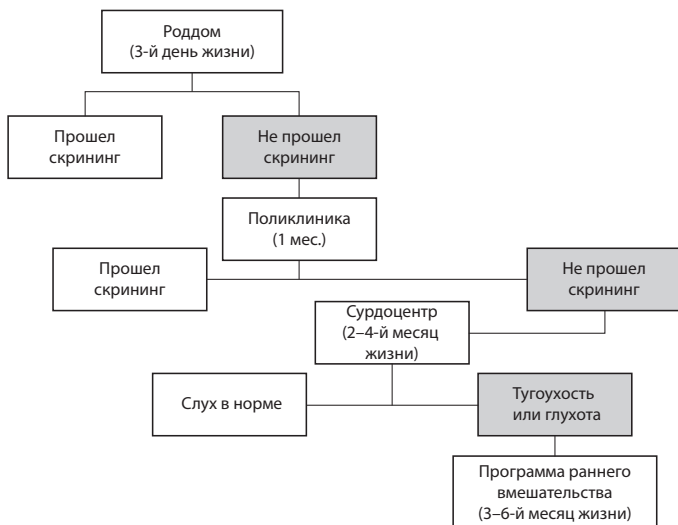 Роддом
(3-й день жизни)
Прошел
скрининг
Не прошел
скрининг
Поликлиника
(1 мес.)
Прошел
скрининг
Не прошел
скрининг
Сурдоцентр
(2–4-й месяц
жизни)
Слух в норме
Тугоухость
или глухота
Программа раннего
вмешательства
(3–6-й месяц жизни)